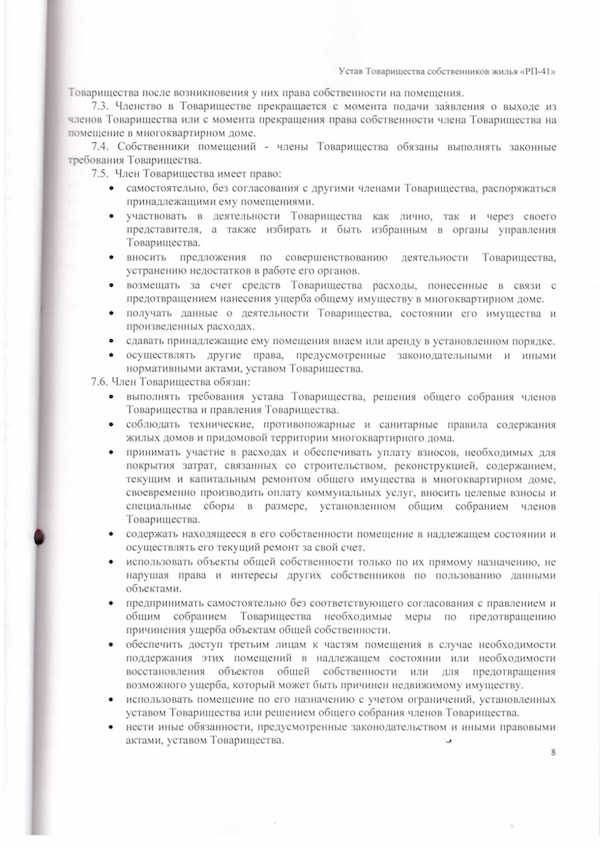 Устав Товарищества собственников жилья «РП-41»
Товарищества после возникновения у них права собственности на помещения.
7.3. Членство в Товариществе прекращается с момента подачи заявления о выходе из
членов Товарищества или с момента прекращения права собственности члена Товарищества на
помещение в многоквартирном доме.
7.4. Собственники помещений - члены Товарищества обязаны выполнять законные
требования Товарищества.
7.5. Член Товарищества имеет право:
• самостоятельно, без согласования с другими членами Товарищества, распоряжаться
принадлежащими ему помещениями.
• участвовать в деятельности Товарищества как лично, так и через своего
представителя, а также избирать и быть избранным в органы управления
Товарищества.
• вносить предложения по совершенствованию деятельности Товарищества,
устранению недостатков в работе его органов.
• возмещать за счет средств Товарищества расходы, понесенные в связи с
предотвращением нанесения ущерба общему имуществу в многоквартирном доме.
• получать данные о деятельности Товарищества, состоянии его имущества и
произведенных расходах.
• сдавать принадлежащие ему помещения внаем или аренду в установленном порядке.
• осуществлять другие права, предусмотренные законодательными и иными
нормативными актами, уставом Товарищества.
7.6. Член Товарищества обязан:
• выполнять требования устава Товарищества, решения общего собрания членов
Товарищества и правления Товарищества.
• соблюдать технические, противопожарные и санитарные правила содержания
жилых домов и придомовой территории многоквартирного дома.
• принимать участие в расходах и обеспечивать уплату взносов, необходимых для
покрытия затрат, связанных со строительством, реконструкцией, содержанием,
текущим и капитальным ремонтом общего имущества в многоквартирном доме,
своевременно производить оплату коммунальных услуг, вносить целевые взносы и
специальные сборы в размере, установленном общим собранием членов
Товарищества.
• содержать находящееся в его собственности помещение в надлежащем состоянии и
осуществлять его текущий ремонт за свой счет.
• использовать объекты общей собственности только по их прямому назначению, не
нарушая права и интересы других собственников по пользованию данными
объектами.
• предпринимать самостоятельно без соответствующего согласования с правлением и
общим собранием Товарищества необходимые меры по предотвращению
причинения ущерба объектам общей собственности.
• обеспечить доступ третьим лицам к частям помещения в случае необходимости
поддержания этих помещений в надлежащем состоянии или необходимости
восстановления объектов общей собственности или для предотвращения
возможного ущерба, который может быть причинен недвижимому имуществу.
• использовать помещение по его назначению с учетом ограничений, установленных
уставом Товарищества или решением общего собрания членов Товарищества.
• нести иные обязанности, предусмотренные законодательством и иными правовыми
актами, уставом Товарищества.
8